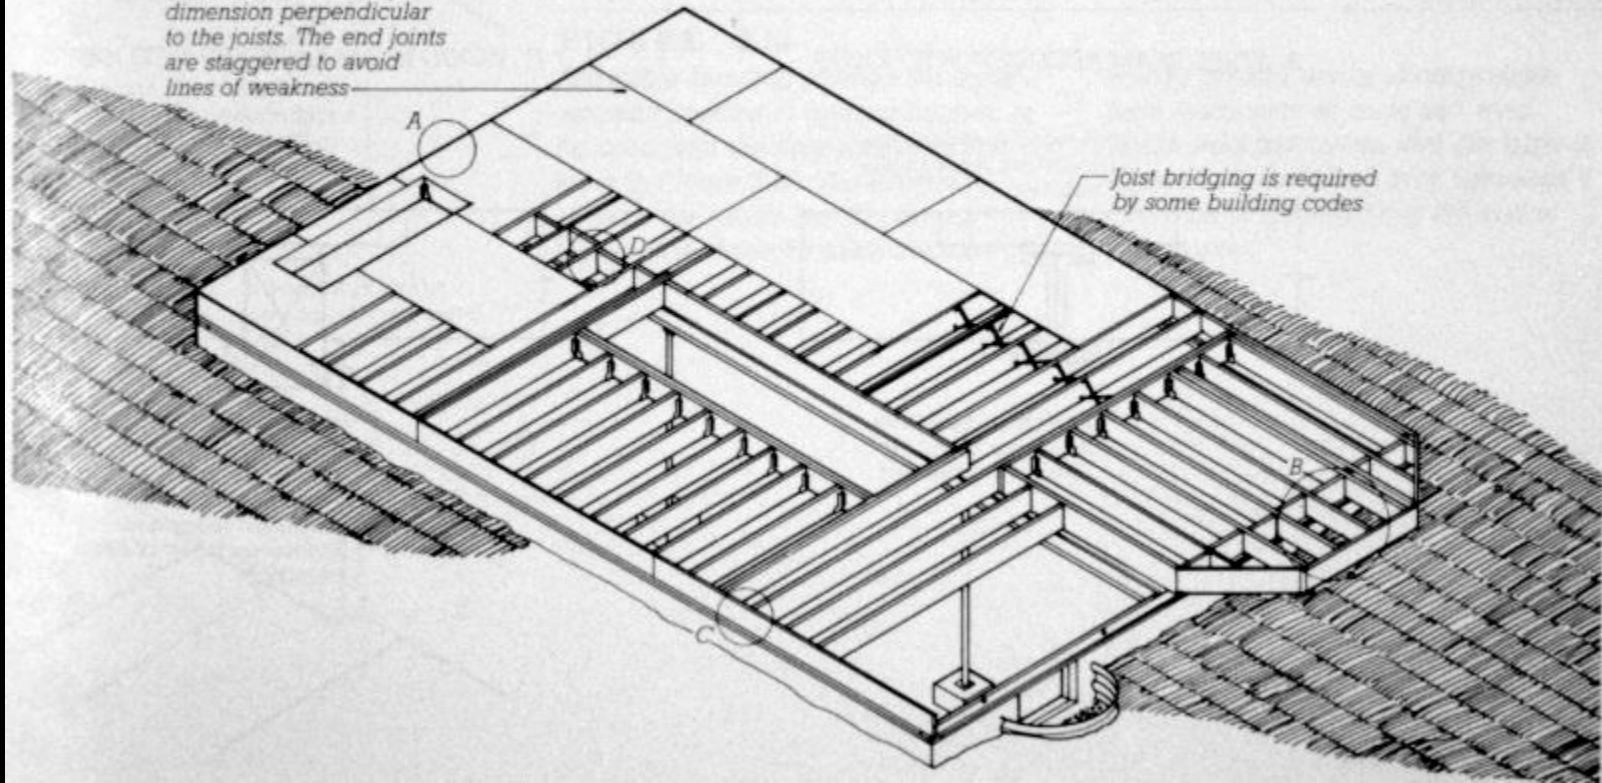 dimension perpendicular
to the joists. The end joints
are staggered to avoid
lines of weakness
A
Joist bridging is required
by some building codes
D
B
C